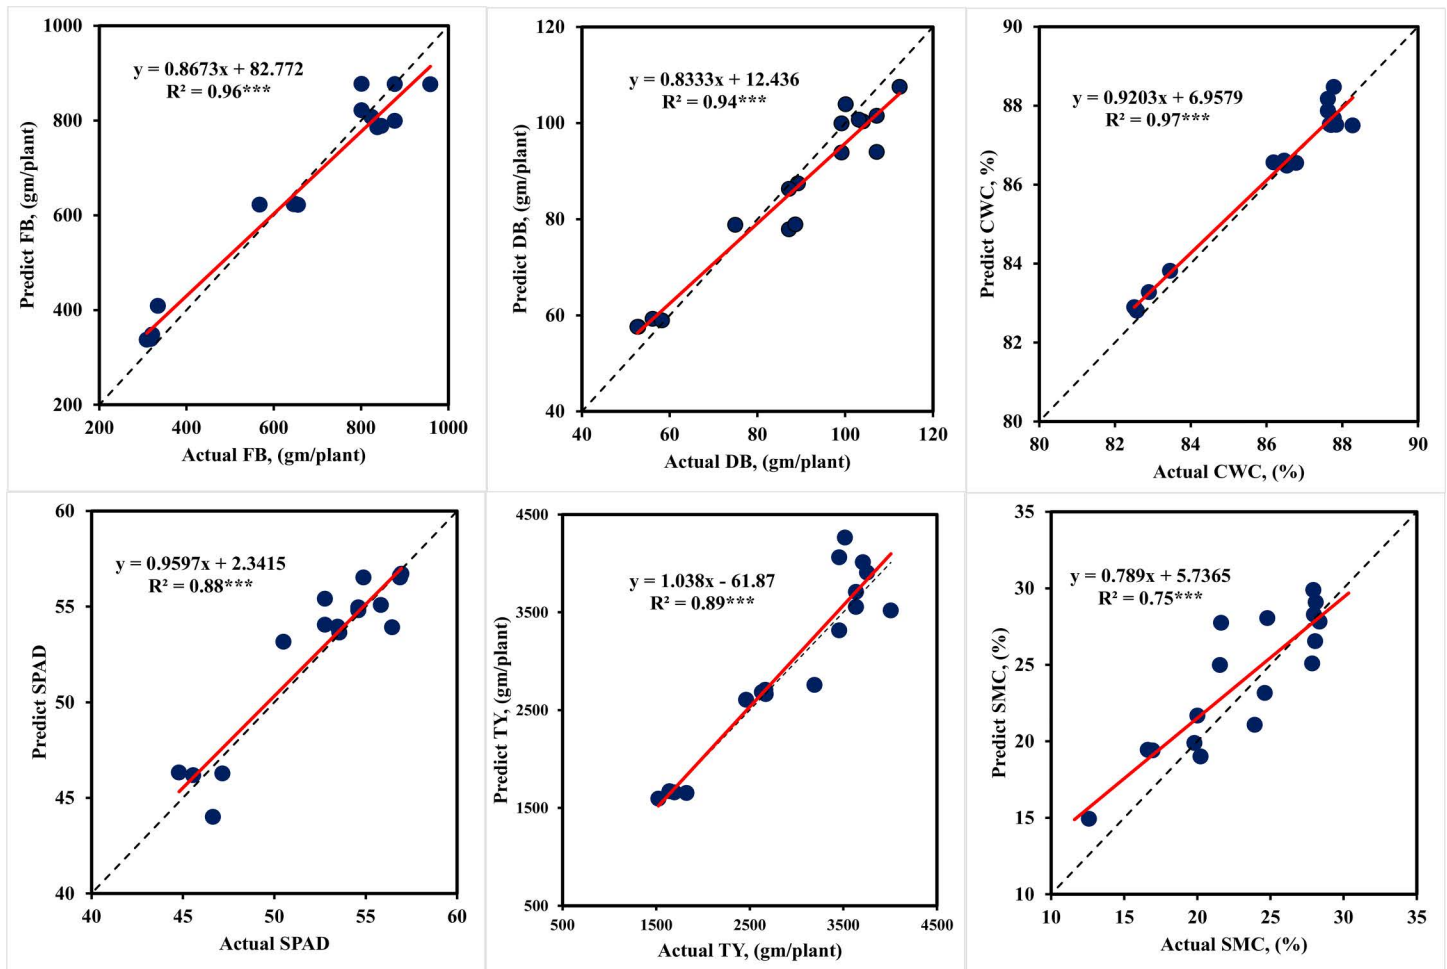 1000
800
600
400
200
200
400
600
800
1000
y = 0.8673x + 82.772
R² = 0.96***
Predict FB, (gm/plant)
Actual FB, (gm/plant)
120
100
80
60
40
40
60
80
100
120
y = 0.8333x + 12.436
R² = 0.94***
Predict DB, (gm/plant)
Actual DB, (gm/plant)
90
88
86
84
82
80
80
82
84
86
88
90
y = 0.9203x + 6.9579
R² = 0.97***
Predict CWC, %)
Actual CWC, (%)
60
55
50
45
40
40
45
50
55
60
y = 0.9597x + 2.3415
R² = 0.88***
Predict SPAD
Actual SPAD
4500
3500
2500
1500
500
500
1500
2500
3500
4500
y = 1.038x - 61.87
R² = 0.89***
Predict TY, (gm/plant)
Actual TY, (gm/plant)
35
30
25
20
15
10
10
15
20
25
30
35
y = 0.789x + 5.7365
R² = 0.75***
Predict SMC, (%)
Actual SMC, (%)